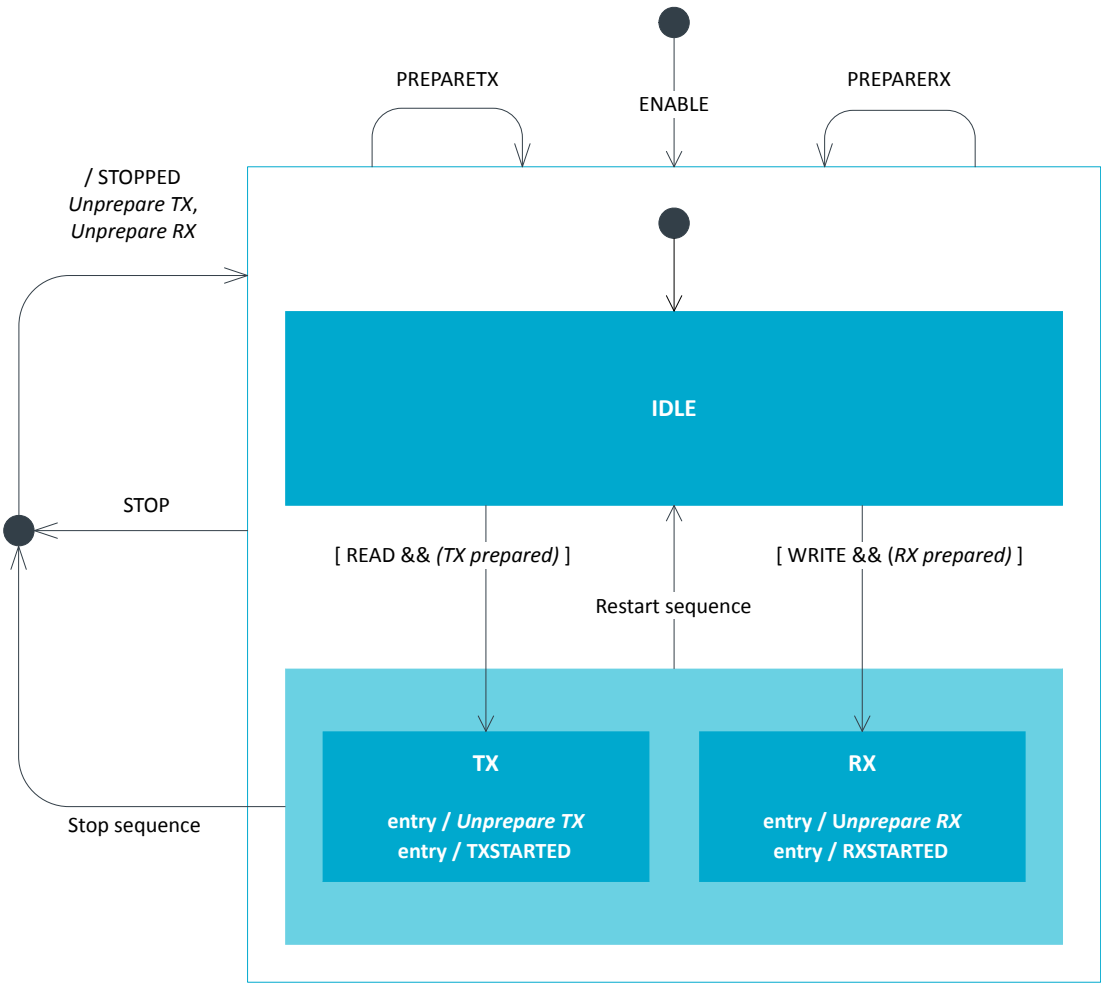 PREPARETX
PREPARERX
ENABLE
/ STOPPED
Unprepare TX,
Unprepare RX
IDLE
STOP
[ READ && (TX prepared) ]
[ WRITE && (RX prepared) ]
Restart sequence
TX
entry / Unprepare TX
entry / TXSTARTED
RX
entry / Unprepare RX
entry / RXSTARTED
Stop sequence